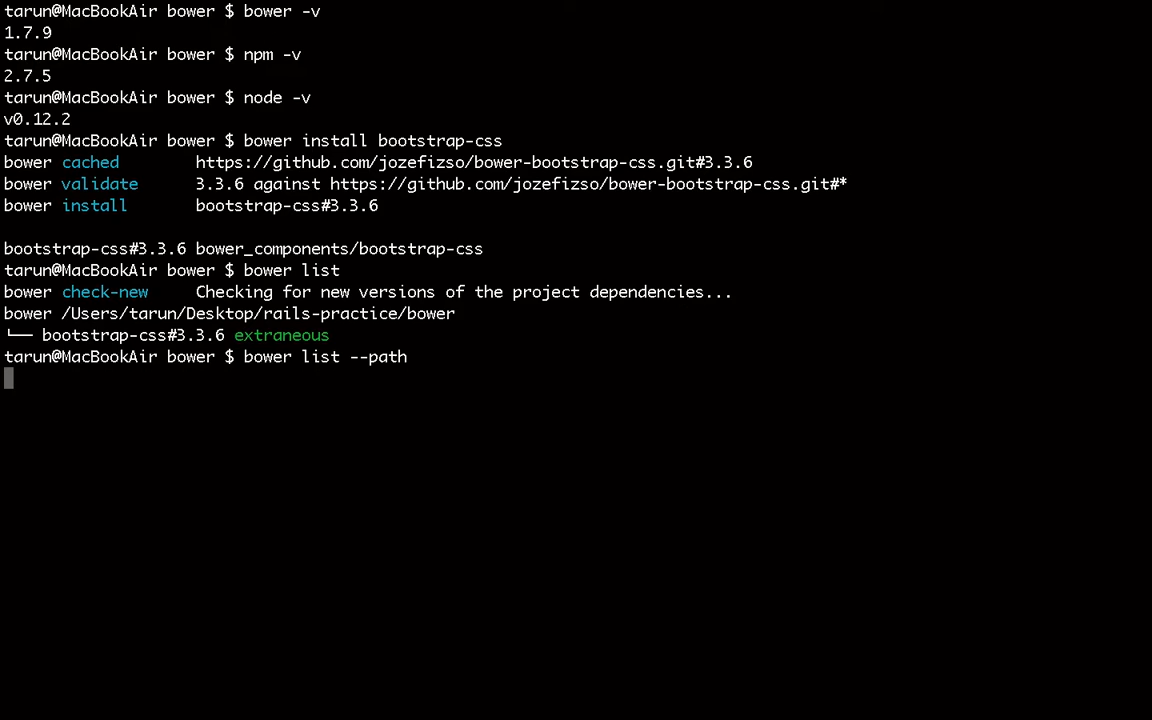 tarun@MacBookAir bower $ bower -v
1.7.9
tarun@MacBookAir bower $ npm -v
2.7.5
tarun@MacBookAir bower $ node -v
v0.12.2
tarun@MacBookAir bower $ bower install bootstrap-css
bower cached        https://github.com/jozefizso/bower-bootstrap-css.git#3.3.6
bower validate      3.3.6 against https://github.com/jozefizso/bower-bootstrap-css.git#*
bower install       bootstrap-css#3.3.6
bootstrap-css#3.3.6 bower_components/bootstrap-css
tarun@MacBookAir bower $ bower list
bower check-new     Checking for new versions of the project dependencies...
bower /Users/tarun/Desktop/rails-practice/bower
└── bootstrap-css#3.3.6 extraneous
tarun@MacBookAir bower $ bower list --path